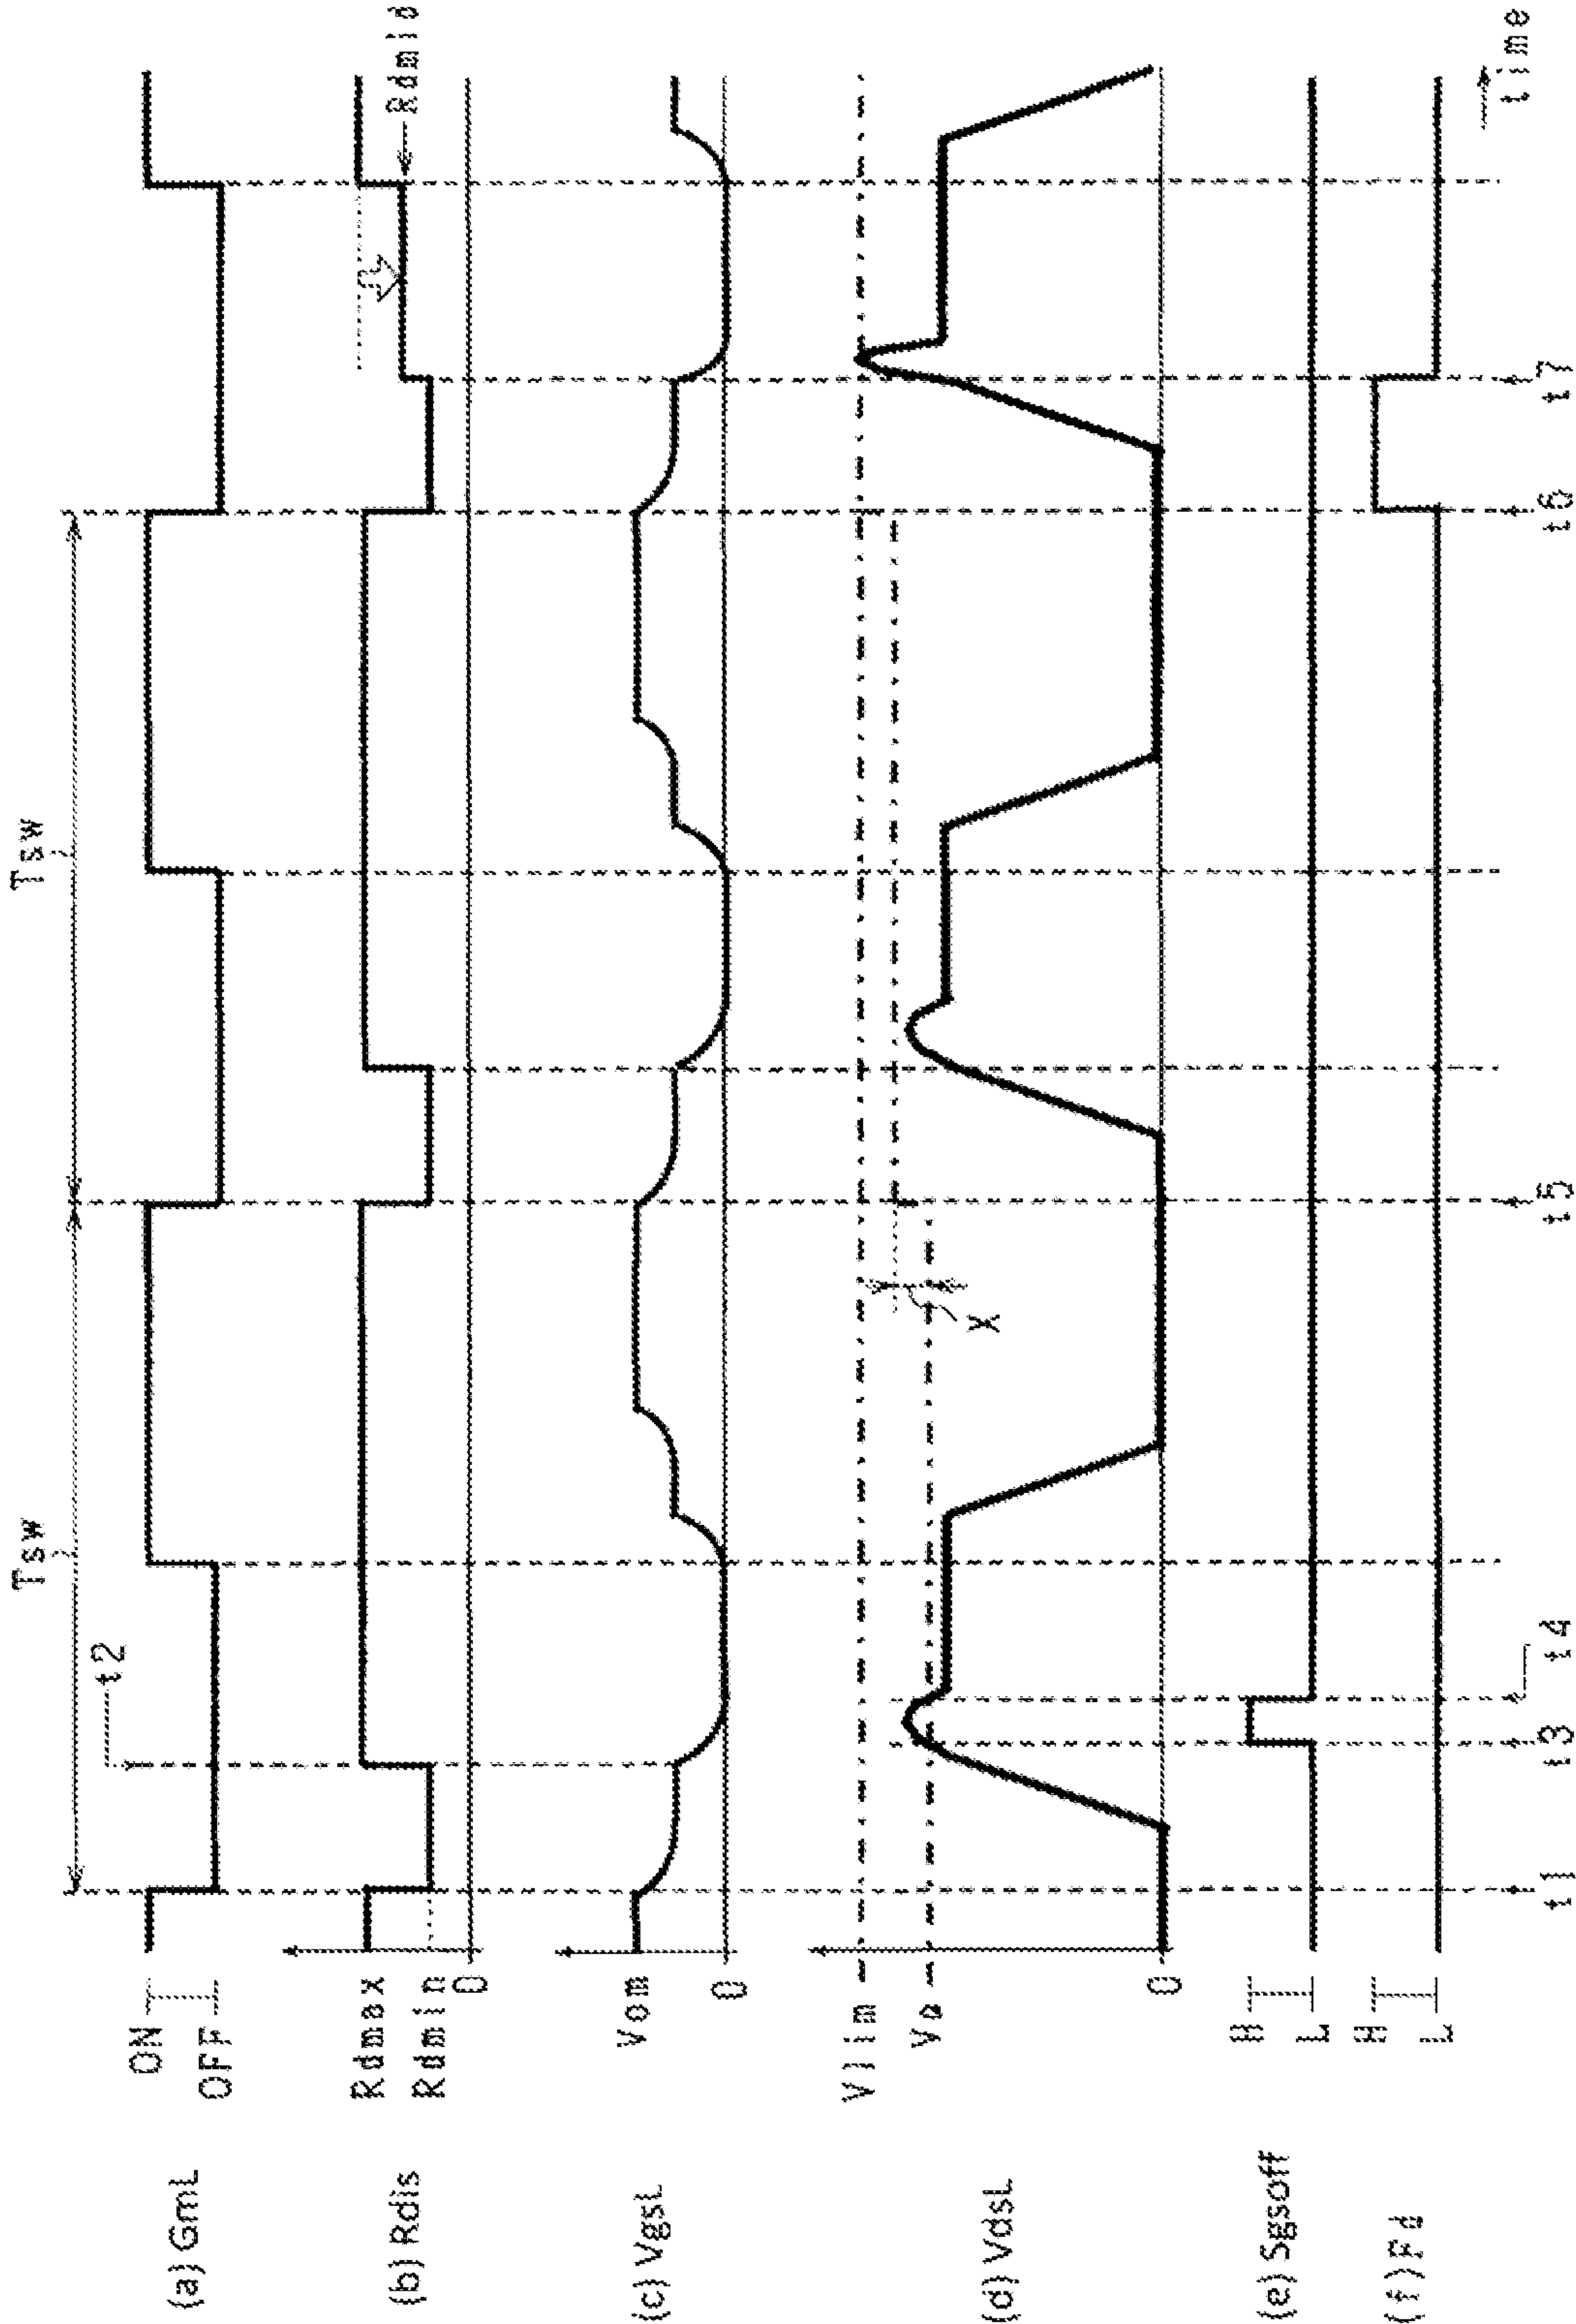 Tsw
Tsw
t2
(a) GmL
ON
OFF
(b) Rdis
Rdmax
Rdmin
0
Rdmid
(c) Vgsl
Vom
0
(d) VdsL
Vlim
Vα
0
X
(e) Sgsoff
H
L
(f) Fd
H
L
t1
t3
t4
t5
t6
t7
time